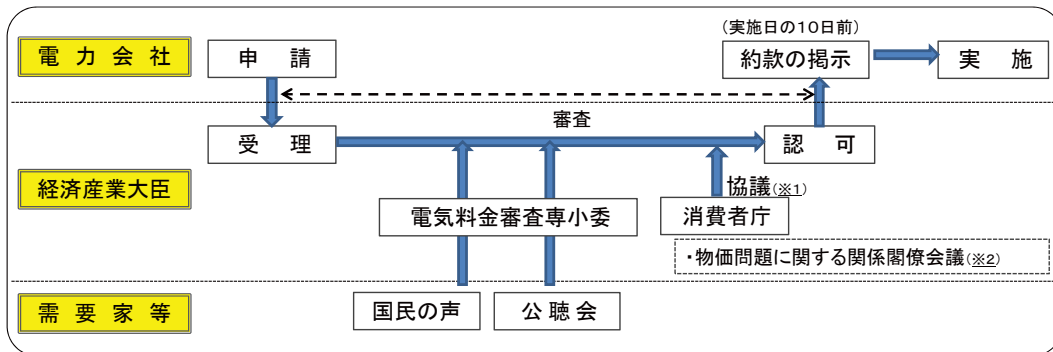 (実施日の10日前)
電力会社
申請
約款の掲示
実施
審査
受理
認可
経済産業大臣
協議(※1)
電気料金審査専小委
消費者庁
・物価問題に関する関係閣僚会議(※2)
需要家等
国民の声
公聴会